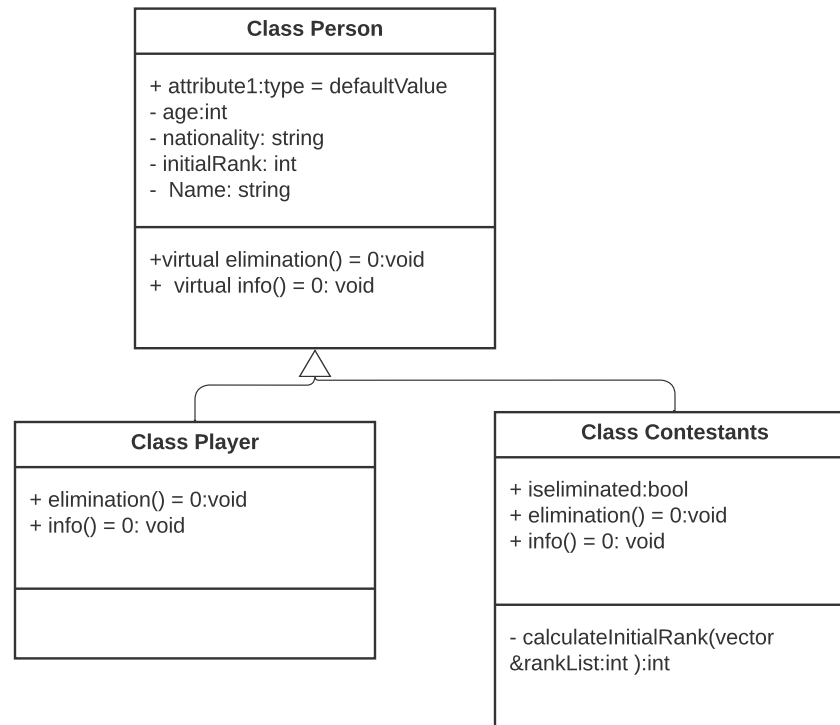 Class Person
+ attribute1:type = defaultValue
- age:int
- nationality: string
- initialRank: int
-  Name: string
+virtual elimination() = 0:void
+  virtual info() = 0: void
Class Player
+ elimination() = 0:void
+ info() = 0: void
Class Contestants
+ iseliminated:bool
+ elimination() = 0:void
+ info() = 0: void
- calculateInitialRank(vector
&rankList:int ):int